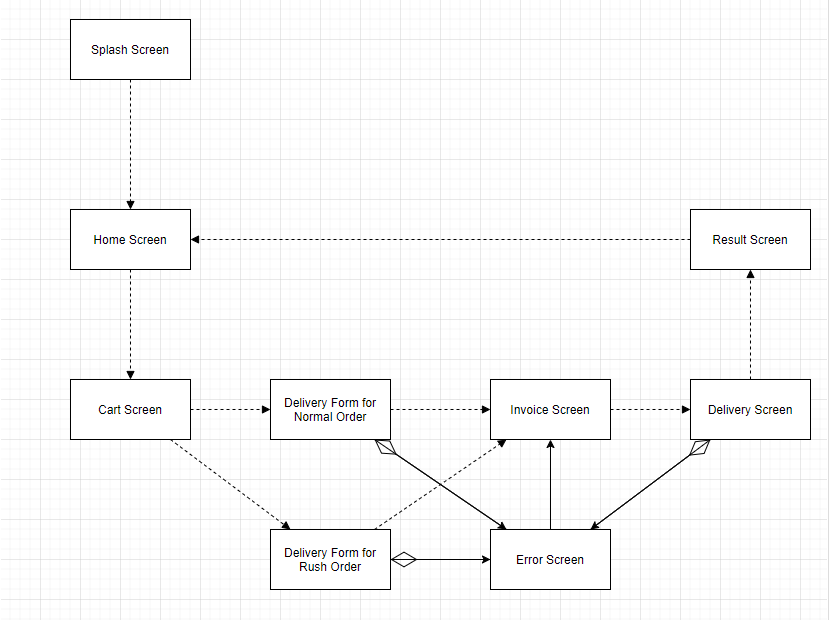 Splash Screen
Home Screen
Result Screen
Cart Screen
Delivery Form for
Normal Order
Invoice Screen
Delivery Screen
Delivery Form for
Rush Order
Error Screen